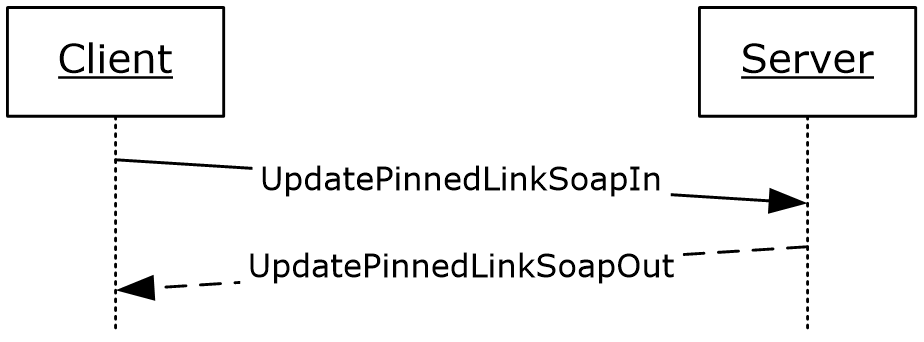 Client
Server
UpdatePinnedLinkSoapIn
UpdatePinnedLinkSoapOut